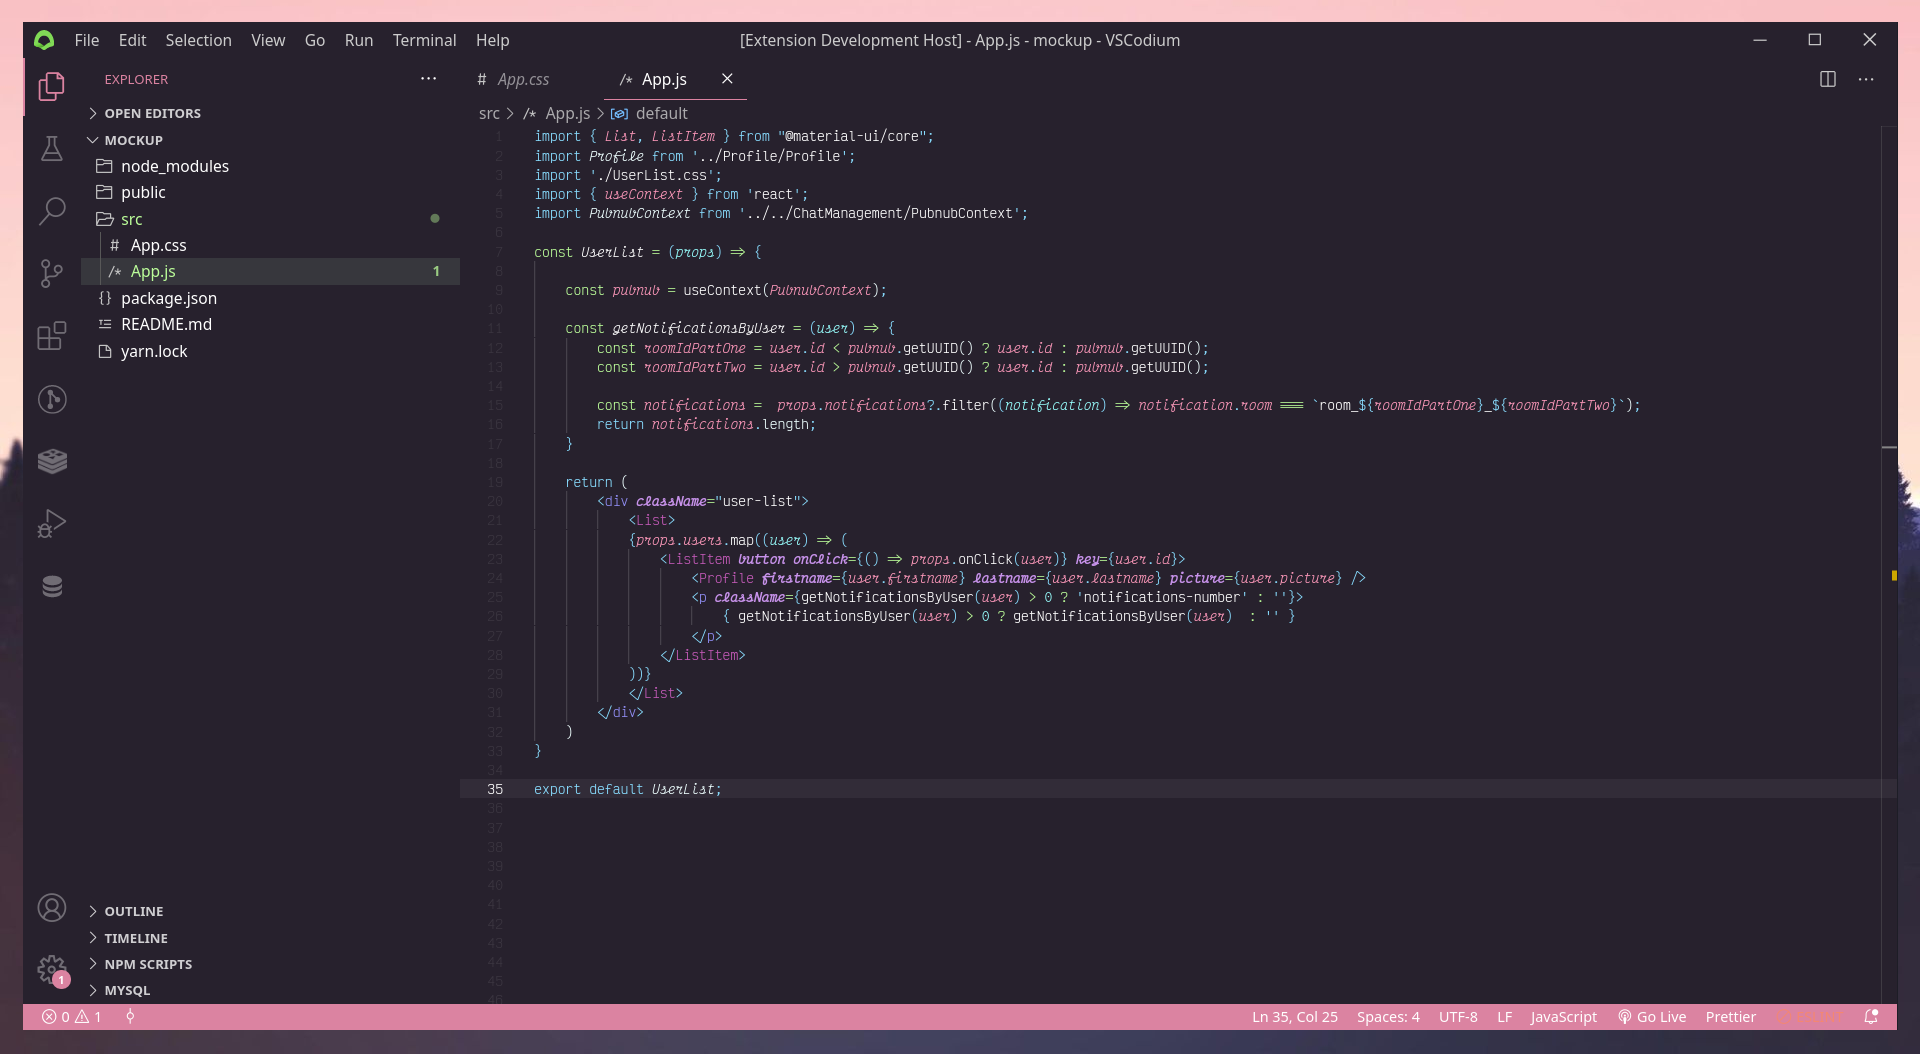 File Edit Selection View Go Run Terminal Help [Extension Development Host] - App.js - mockup - VSCodium
EXPLORER
OPEN EDITORS
MOCKUP
node_modules
public
src
# App.css
/* App.js 1
{} package.json
README.md
yarn.lock
OUTLINE
TIMELINE
NPM SCRIPTS
MYSQL
1
# App.css /* App.js
src > /* App.js > default
1 import { List, ListItem } from "@material-ui/core";
2 import Profile from '../Profile/Profile';
3 import './UserList.css';
4 import { useContext } from 'react';
5 import PubnubContext from '../../ChatManagement/PubnubContext';
6
7 const UserList = (props) => {
8
9 const pubnub = useContext(PubnubContext);
10
11 const getNotificationsByUser = (user) => {
12 const roomIdPartOne = user.id < pubnub.getUUID() ? user.id : pubnub.getUUID();
13 const roomIdPartTwo = user.id > pubnub.getUUID() ? user.id : pubnub.getUUID();
14
15 const notifications =  props.notifications?.filter((notification) => notification.room === `room_${roomIdPartOne}_${roomIdPartTwo}`);
16 return notifications.length;
17 }
18
19 return (
20 <div className="user-list">
21 <List>
22 {props.users.map((user) => (
23 <ListItem button onClick={() => props.onClick(user)} key={user.id}>
24 <Profile firstname={user.firstname} lastname={user.lastname} picture={user.picture} />
25 <p className={getNotificationsByUser(user) > 0 ? 'notifications-number' : ''}>
26 { getNotificationsByUser(user) > 0 ? getNotificationsByUser(user)  : '' }
27 </p>
28 </ListItem>
29 ))}
30 </List>
31 </div>
32 )
33 }
34
35 export default UserList;
36
37
38
39
40
41
42
43
44
45
46
0 1 Ln 35, Col 25 Spaces: 4 UTF-8 LF JavaScript Go Live Prettier